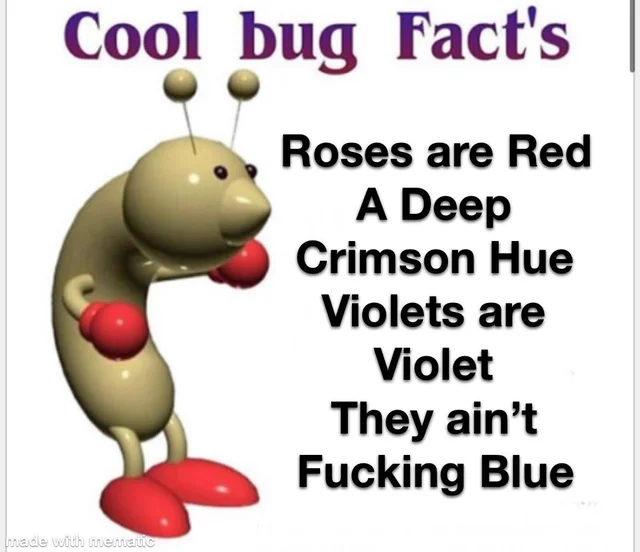 Cool bug Fact's
Roses are Red
A Deep
Crimson Hue
Violets are
Violet
They ain’t
Fucking Blue
made with mematic